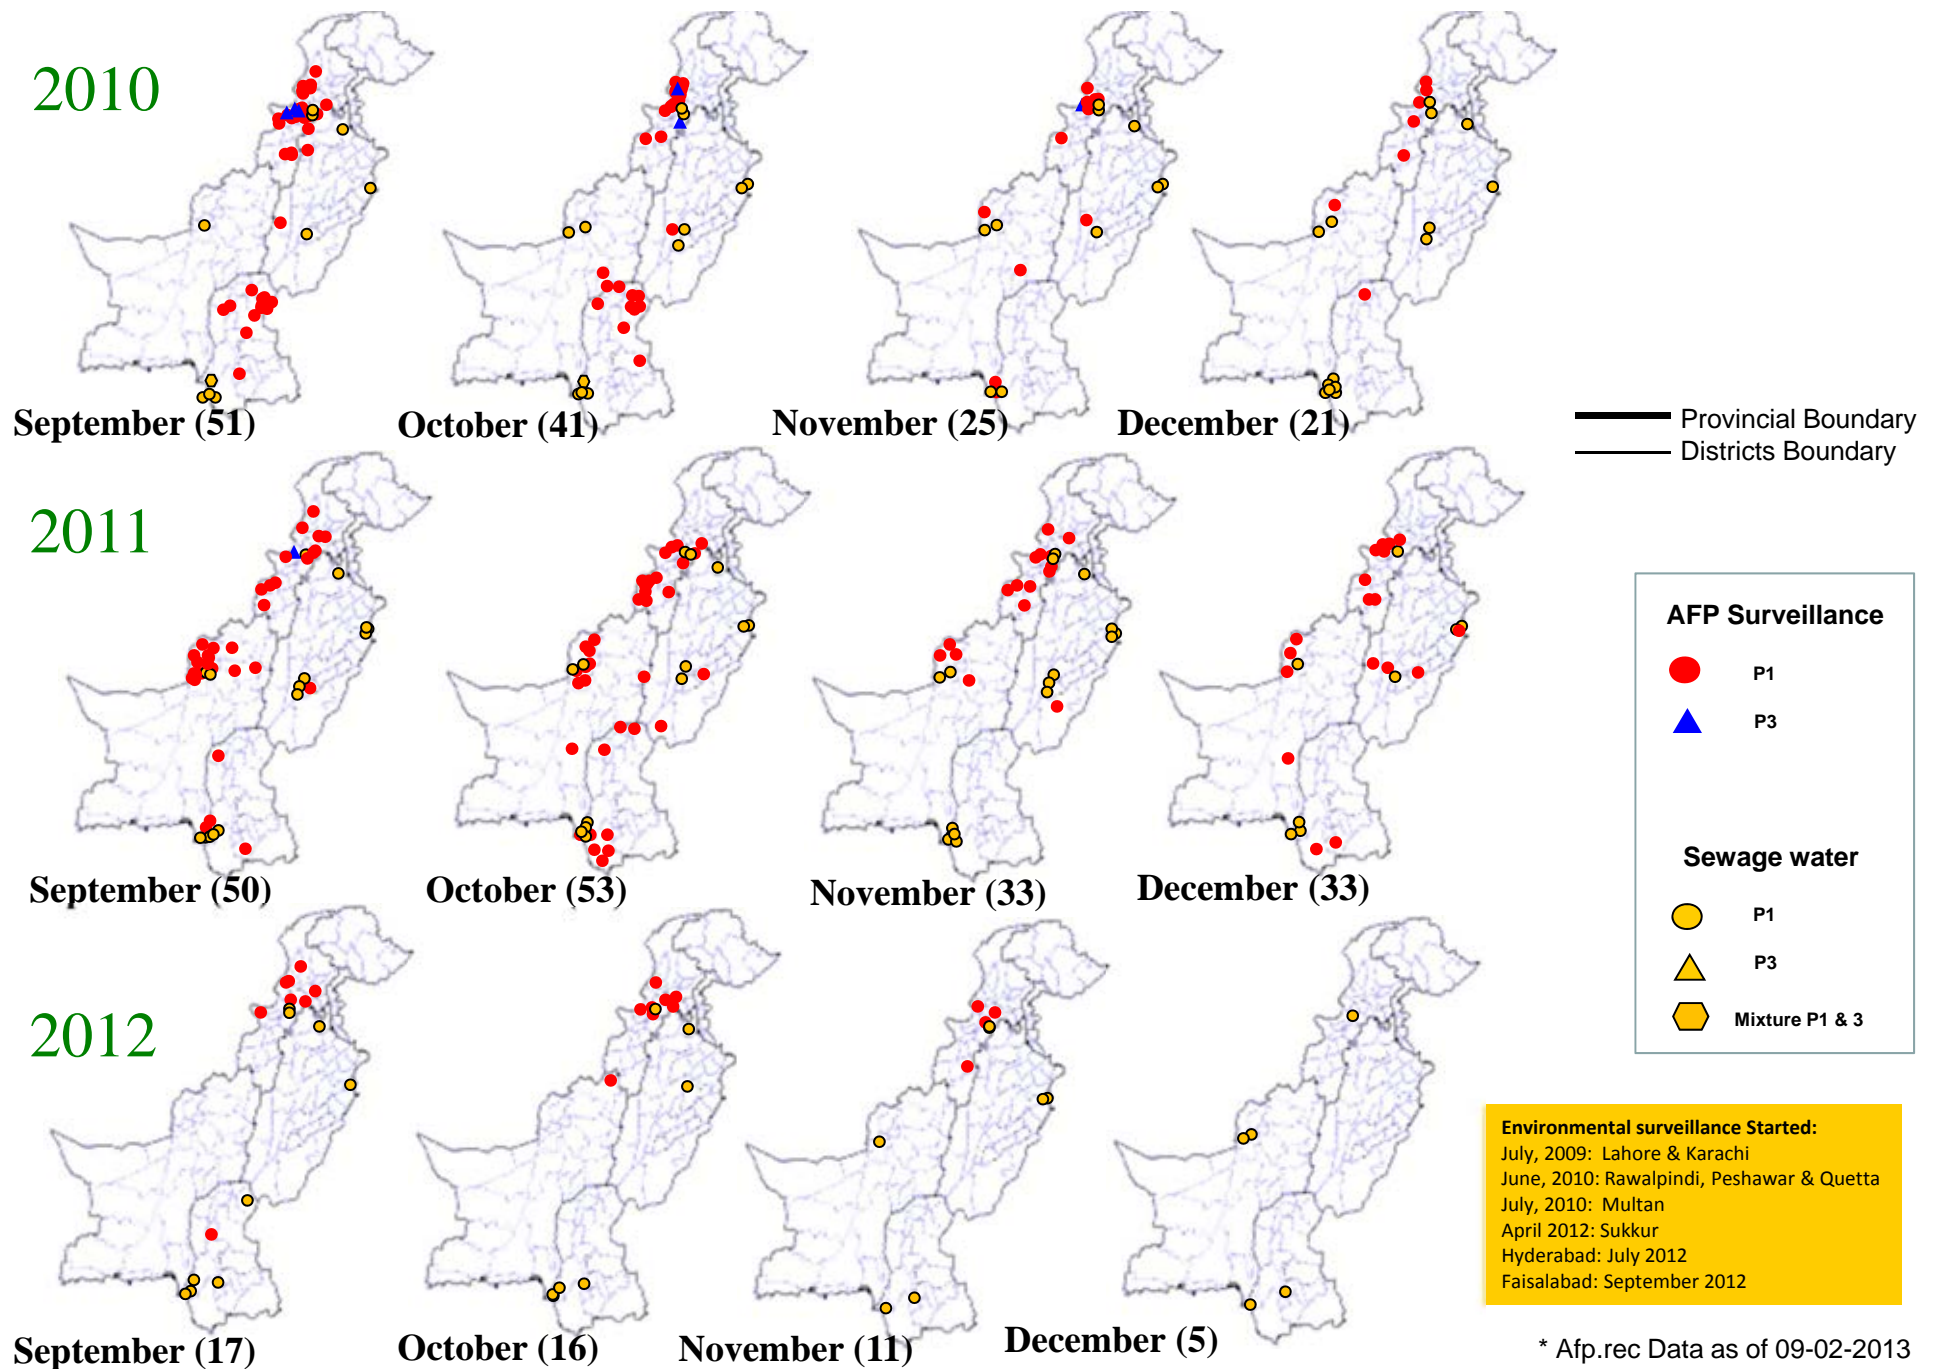 2010
September (51)
October (41)
November (25)
December (21)
Provincial Boundary
Districts Boundary
2011
September (50)
October (53)
November (33)
December (33)
AFP Surveillance
P1
P3
Sewage water
P1
P3
Mixture P1 & 3
2012
September (17)
October (16)
November (11)
December (5)
Environmental surveillance Started:
July, 2009: Lahore & Karachi
June, 2010: Rawalpindi, Peshawar & Quetta
July, 2010: Multan
April 2012: Sukkur
Hyderabad: July 2012
Faisalabad: September 2012
* Afp.rec Data as of 09-02-2013